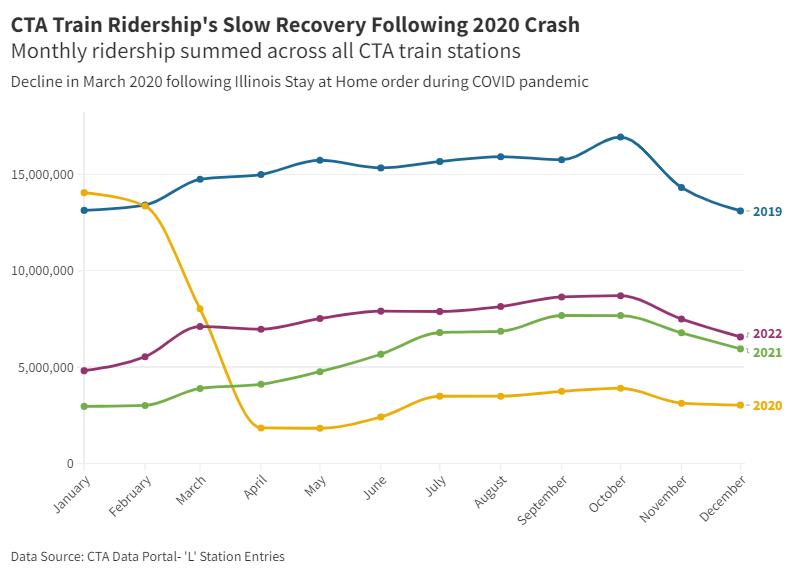 CTA Train Ridership's Slow Recovery Following 2020 Crash
Monthly ridership summed across all CTA train stations
Decline in March 2020 following Illinois Stay at Home order during COVID pandemic
15,000,000
10,000,000
5,000,000
0
2019
2022
2021
2020
January
February
March
April
May
June
July
August
September
October
November
December
Data Source: CTA Data Portal- 'L' Station Entries